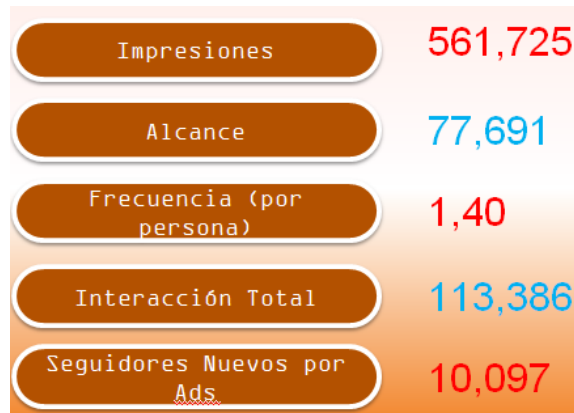 Impresiones 561,725
Alcance 77,691
Frecuencia (por
persona) 1,40
Interacción Total 113,386
Seguidores Nuevos por
Ads 10,097